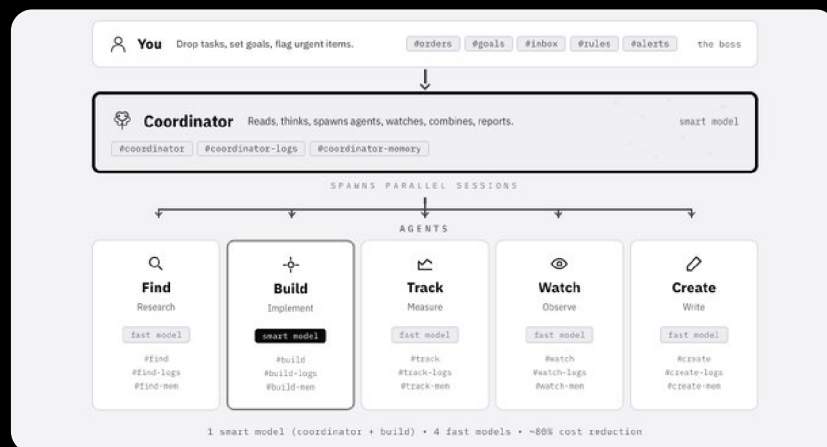 You Drop tasks, set goals, flag urgent items. #orders #goals #inbox #rules #alerts the boss
Coordinator Reads, thinks, spawns agents, watches, combines, reports. smart model
#coordinator #coordinator-logs #coordinator-memory
SPAWNS PARALLEL SESSIONS
AGENTS
Find
Research
fast model
#find
#find-logs
#find-mem
Build
Implement
smart model
#build
#build-logs
#build-mem
Track
Measure
fast model
#track
#track-logs
#track-mem
Watch
Observe
fast model
#watch
#watch-logs
#watch-mem
Create
Write
fast model
#create
#create-logs
#create-mem
1 smart model (coordinator + build) • 4 fast models • ~80% cost reduction